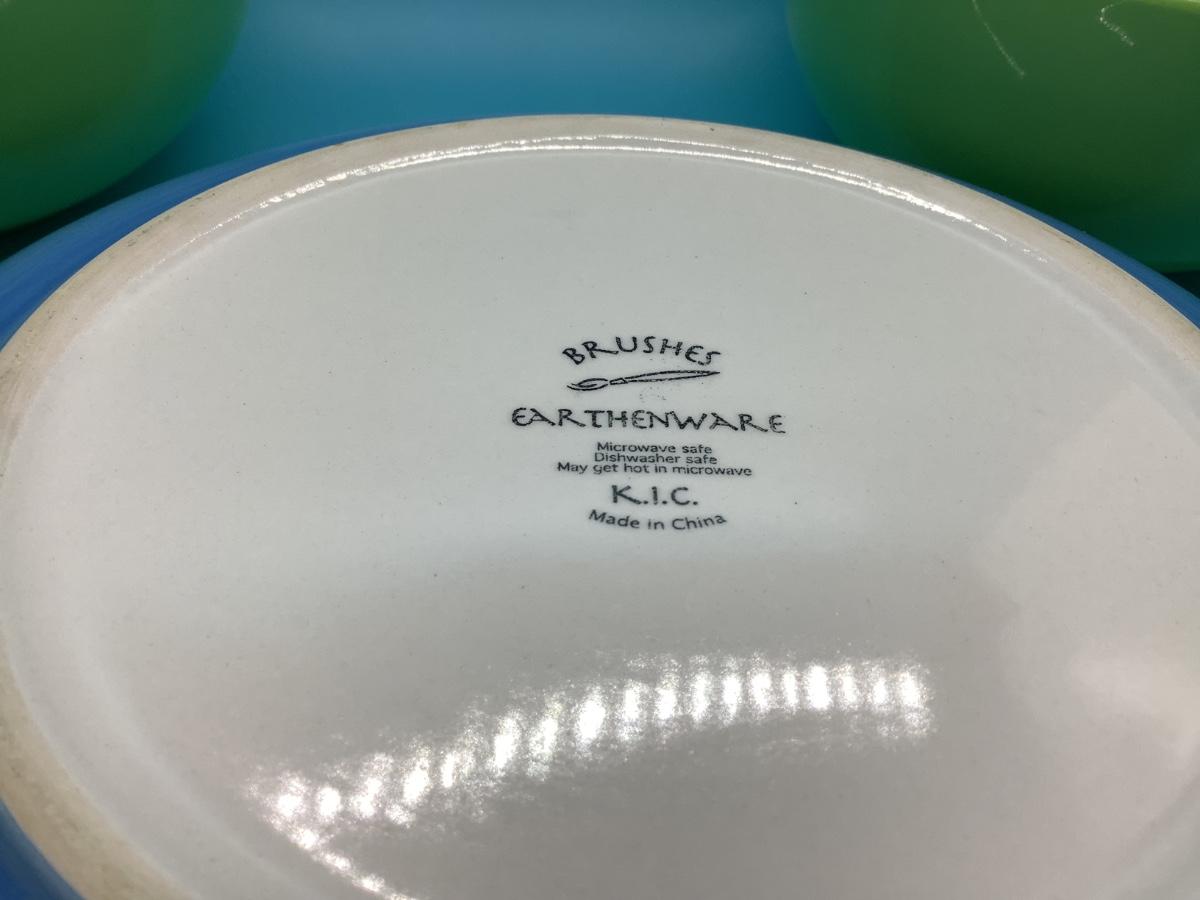 BRUSHES
EARTHENWARE
Microwave safe
Dishwasher safe
May get hot in microwave
K.I.C.
Made in China